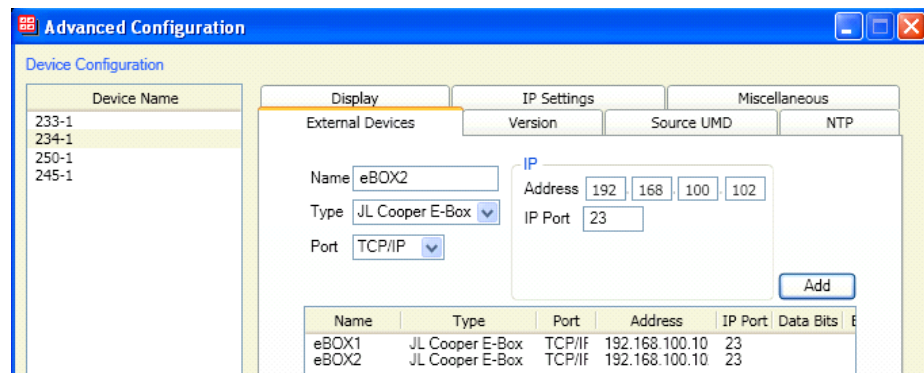 Advanced Configuration
Device Configuration
Device Name
233-1
234-1
250-1
245-1
Display IP Settings Miscellaneous
External Devices Version Source UMD NTP
Name eBOX2
Type JL Cooper E-Box
Port TCP/IP
IP
Address 192 . 168 . 100 . 102
IP Port 23
Add
Name Type Port Address IP Port Data Bits
eBOX1 JL Cooper E-Box TCP/IF 192.168.100.10 23
eBOX2 JL Cooper E-Box TCP/IF 192.168.100.10 23